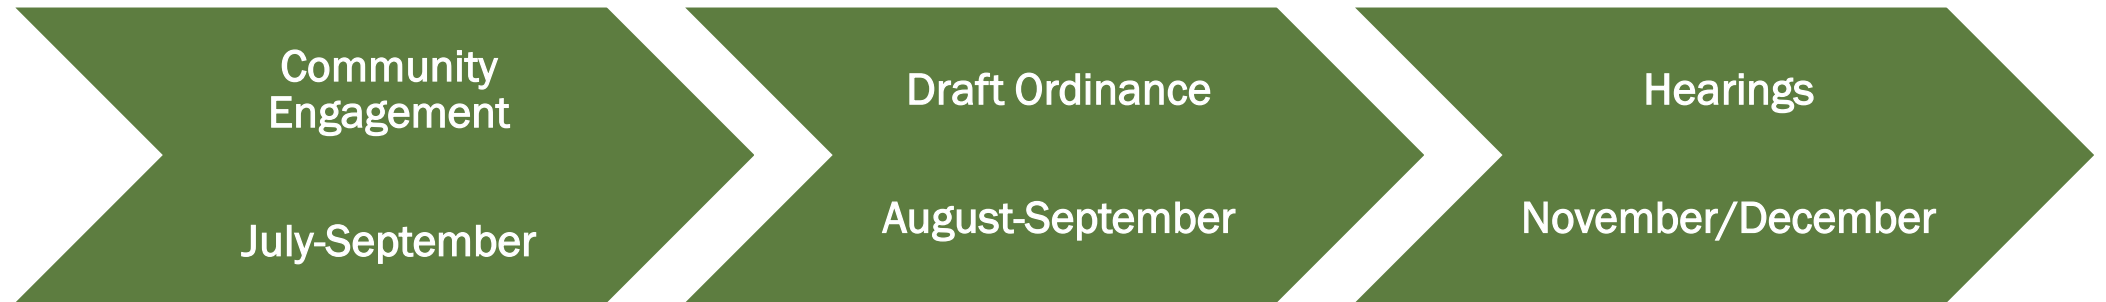 Community
Engagement
July-September
Draft Ordinance
August-September
Hearings
November/December